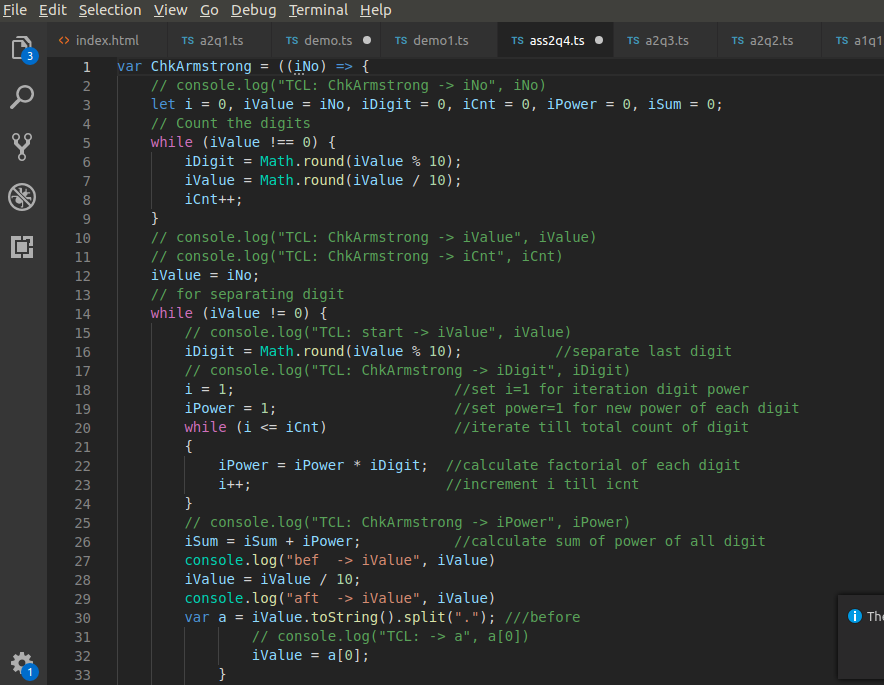 File Edit Selection View Go Debug Terminal Help
3
<> index.html TS a2q1.ts TS demo.ts TS demo1.ts TS ass2q4.ts TS a2q3.ts TS a2q2.ts TS a1q1
1 var ChkArmstrong = ((iNo) => {
2 // console.log("TCL: ChkArmstrong -> iNo", iNo)
3 let i = 0, iValue = iNo, iDigit = 0, iCnt = 0, iPower = 0, iSum = 0;
4 // Count the digits
5 while (iValue !== 0) {
6 iDigit = Math.round(iValue % 10);
7 iValue = Math.round(iValue / 10);
8 iCnt++;
9 }
10 // console.log("TCL: ChkArmstrong -> iValue", iValue)
11 // console.log("TCL: ChkArmstrong -> iCnt", iCnt)
12 iValue = iNo;
13 // for separating digit
14 while (iValue != 0) {
15 // console.log("TCL: start -> iValue", iValue)
16 iDigit = Math.round(iValue % 10); //separate last digit
17 // console.log("TCL: ChkArmstrong -> iDigit", iDigit)
18 i = 1; //set i=1 for iteration digit power
19 iPower = 1; //set power=1 for new power of each digit
20 while (i <= iCnt) //iterate till total count of digit
21 {
22 iPower = iPower * iDigit; //calculate factorial of each digit
23 i++; //increment i till icnt
24 }
25 // console.log("TCL: ChkArmstrong -> iPower", iPower)
26 iSum = iSum + iPower; //calculate sum of power of all digit
27 console.log("bef -> iValue", iValue)
28 iValue = iValue / 10;
29 console.log("aft -> iValue", iValue)
30 var a = iValue.toString().split("."); ///before
31 // console.log("TCL: -> a", a[0])
32 iValue = a[0];
33 }
i The
1